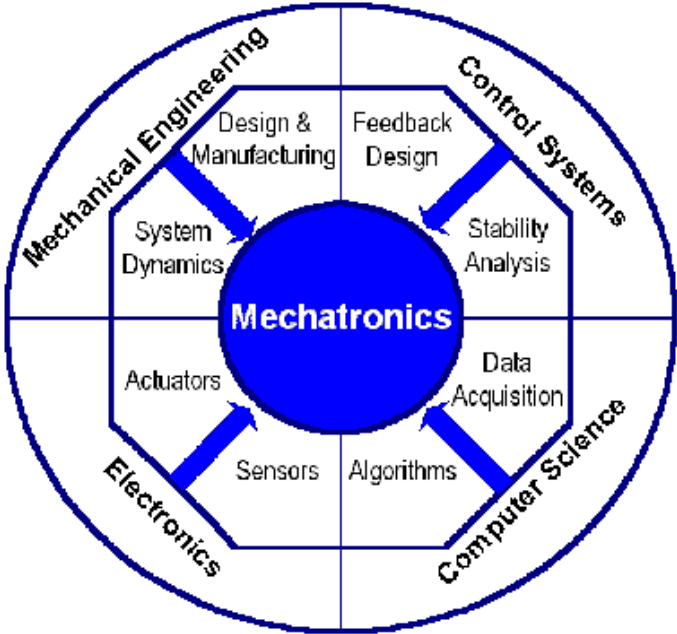 Mechanical Engineering
Control Systems
Design &
Manufacturing
Feedback
Design
System
Dynamics
Stability
Analysis
Mechatronics
Actuators
Data
Acquisition
Sensors
Algorithms
Electronics
Computer Science